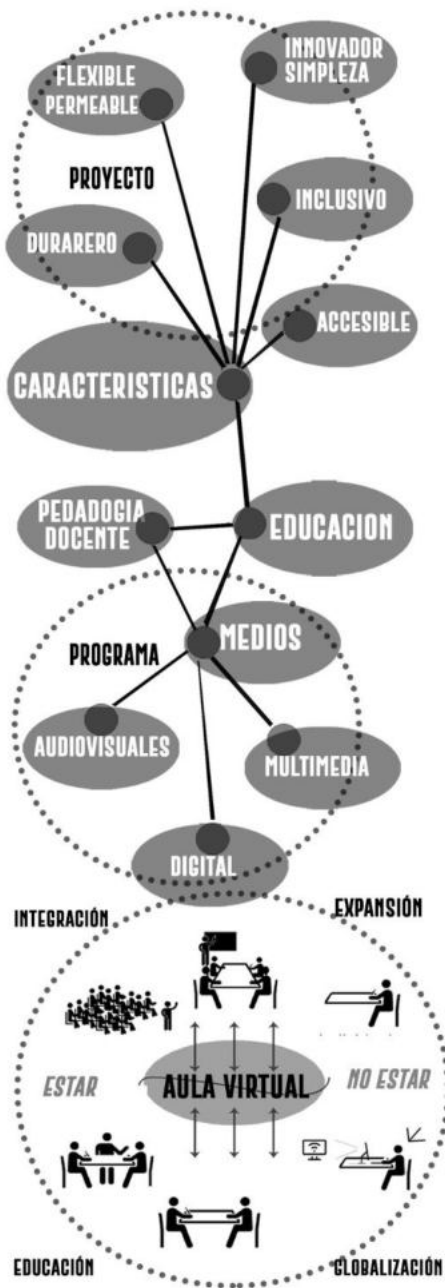 INNOVADOR
SIMPLEZA
FLEXIBLE
PERMEABLE
PROYECTO
INCLUSIVO
DURARERO
ACCESIBLE
CARACTERISTICAS
PEDADOGIA
DOCENTE
EDUCACION
MEDIOS
PROGRAMA
AUDIOVISUALES
MULTIMEDIA
DIGITAL
INTEGRACIÓN
EXPANSIÓN
ESTAR
AULA VIRTUAL
NO ESTAR
EDUCACIÓN
GLOBALIZACIÓN